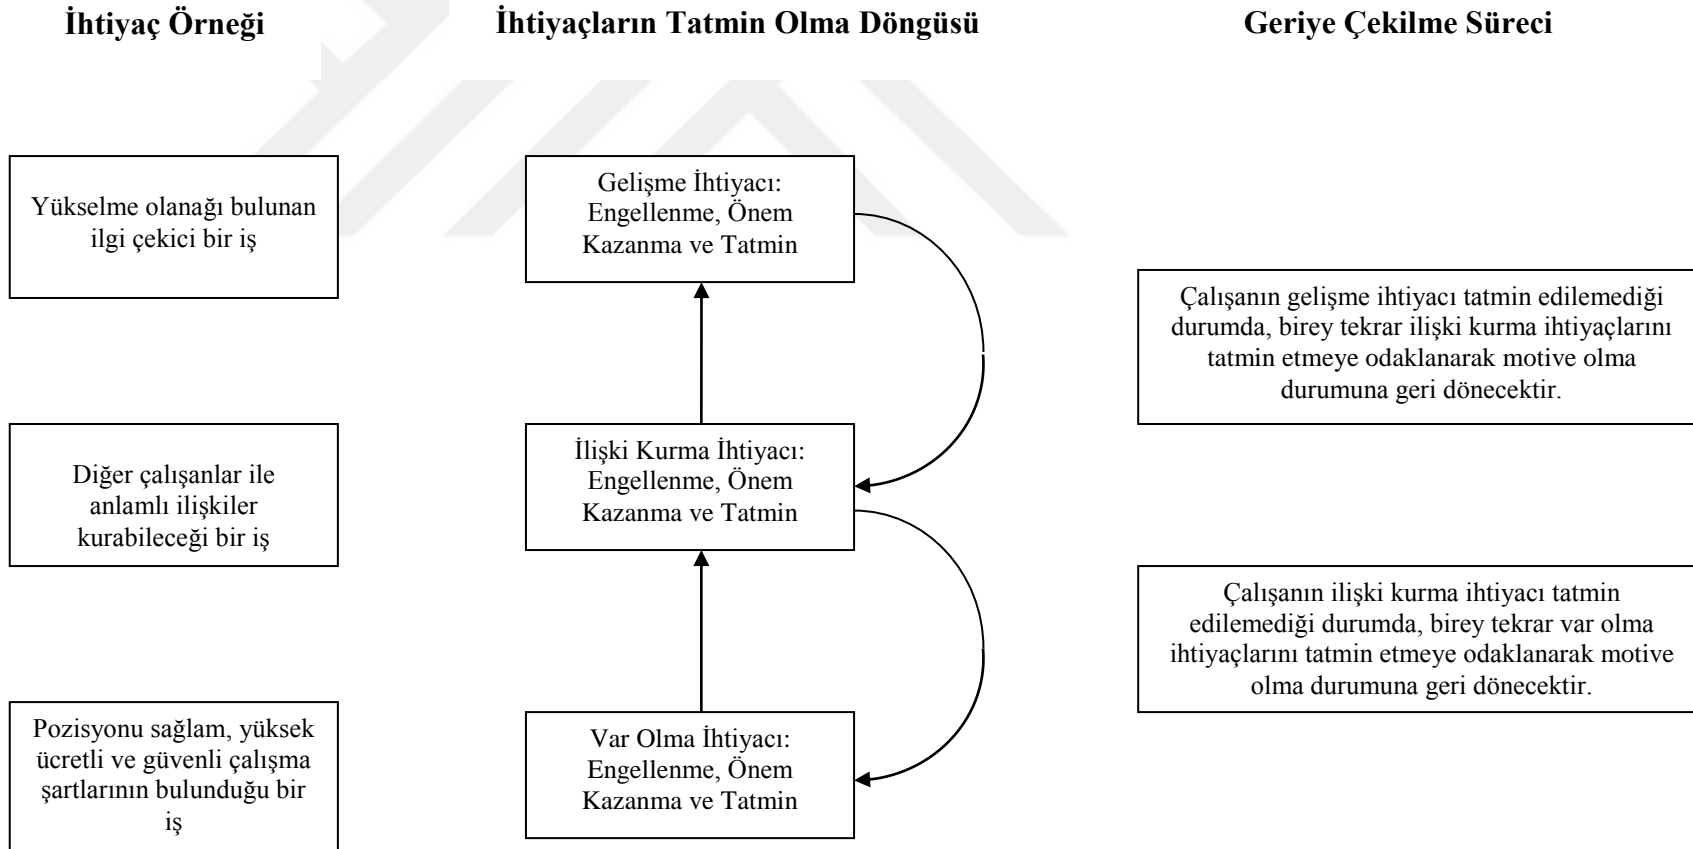 İhtiyaç Örneği
İhtiyaçların Tatmin Olma Döngüsü
Geriye Çekilme Süreci
Yükselme olanağı bulunan
ilgi çekici bir iş
Gelişme İhtiyacı:
Engellenme, Önem
Kazanma ve Tatmin
Çalışanın gelişme ihtiyacı tatmin edilemediği
durumda, birey tekrar ilişki kurma ihtiyaçlarını
tatmin etmeye odaklanarak motive olma
durumuna geri dönecektir.
Diğer çalışanlar ile
anlamlı ilişkiler
kurabileceği bir iş
İlişki Kurma İhtiyacı:
Engellenme, Önem
Kazanma ve Tatmin
Çalışanın ilişki kurma ihtiyacı tatmin
edilemediği durumda, birey tekrar var olma
ihtiyaçlarını tatmin etmeye odaklanarak motive
olma durumuna geri dönecektir.
Pozisyonu sağlam, yüksek
ücretli ve güvenli çalışma
şartlarının bulunduğu bir
iş
Var Olma İhtiyacı:
Engellenme, Önem
Kazanma ve Tatmin